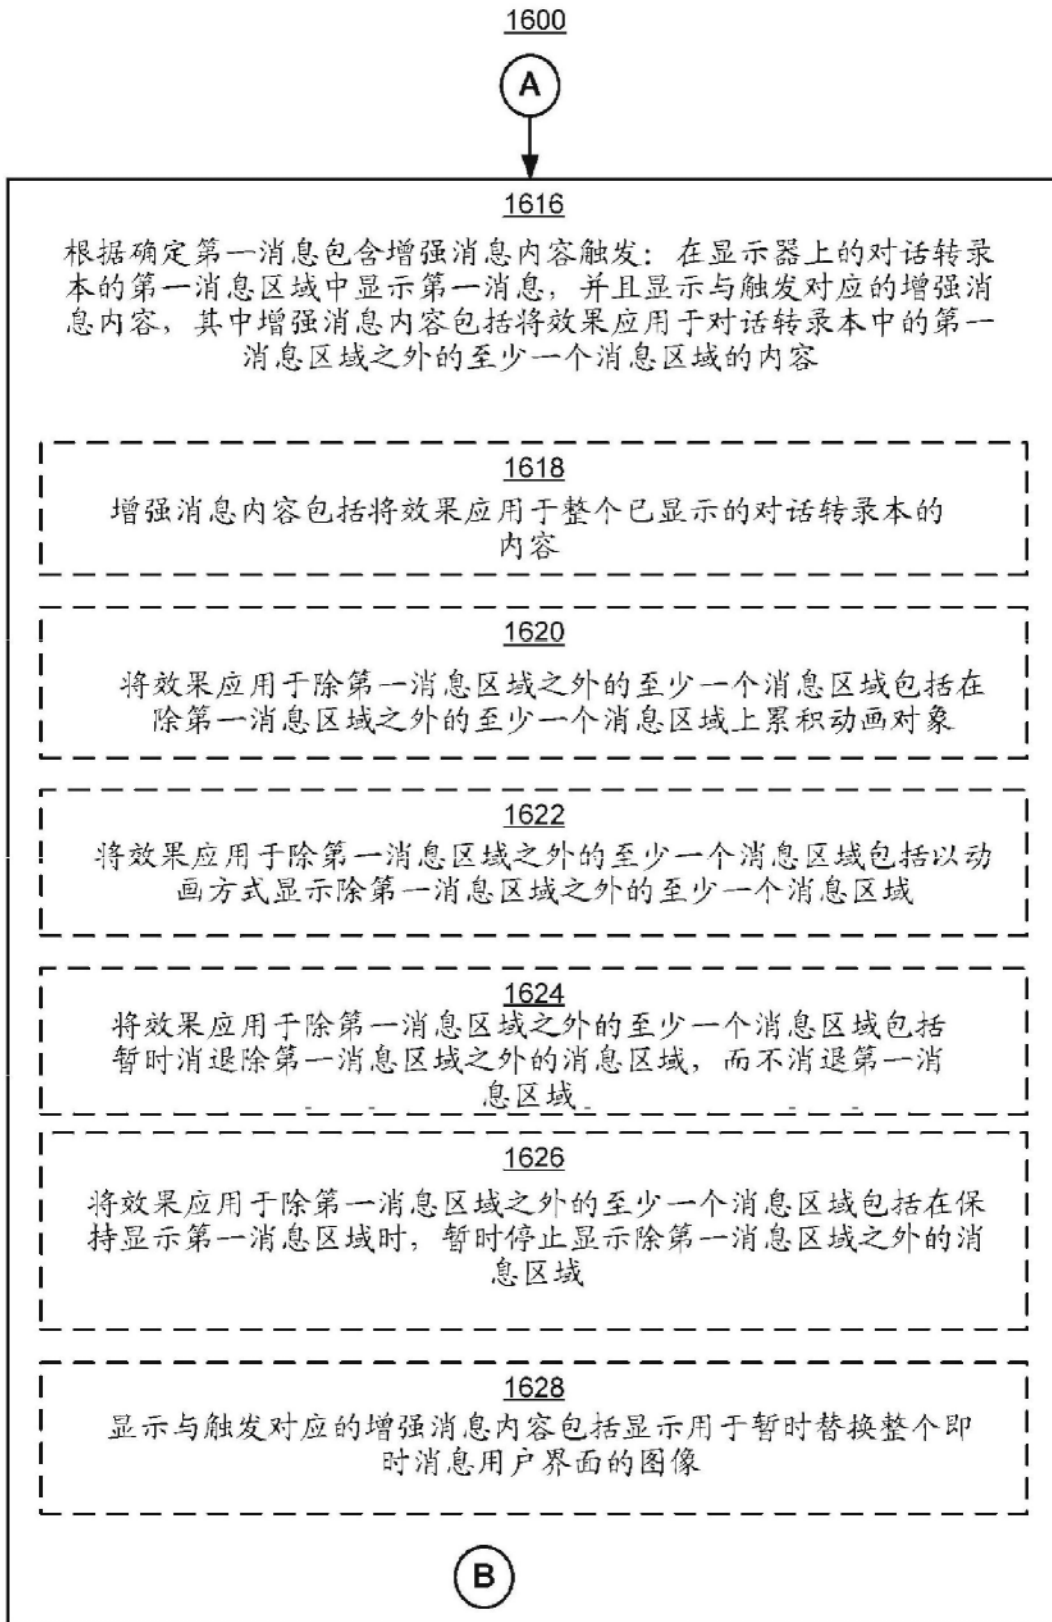 1600
A
1616
根据确定第一消息包含增强消息内容触发：在显示器上的对话转录
本的第一消息区域中显示第一消息，并且显示与触发对应的增强消
息内容，其中增强消息内容包括将效果应用于对话转录本中的第一
消息区域之外的至少一个消息区域的内容
1618
增强消息内容包括将效果应用于整个已显示的对话转录本的
内容
1620
将效果应用于除第一消息区域之外的至少一个消息区域包括在
除第一消息区域之外的至少一个消息区域上累积动画对象
1622
将效果应用于除第一消息区域之外的至少一个消息区域包括以动
画方式显示除第一消息区域之外的至少一个消息区域
1624
将效果应用于除第一消息区域之外的至少一个消息区域包括
暂时消退除第一消息区域之外的消息区域，而不消退第一消
息区域
1626
将效果应用于除第一消息区域之外的至少一个消息区域包括在保
持显示第一消息区域时，暂时停止显示除第一消息区域之外的消
息区域
1628
显示与触发对应的增强消息内容包括显示用于暂时替换整个即
时消息用户界面的图像
B